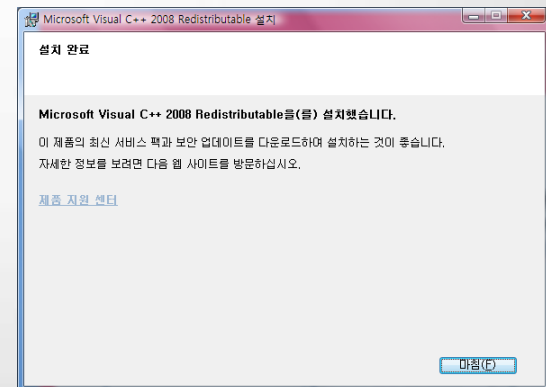 Microsoft Visual C++ 2008 Redistributable 설치
설치 완료
Microsoft Visual C++ 2008 Redistributable을(를) 설치했습니다.
이 제품의 최신 서비스 팩과 보안 업데이트를 다운로드하여 설치하는 것이 좋습니다.
자세한 정보를 보려면 다음 웹 사이트를 방문하십시오.
제품 지원 센터
마침(F)